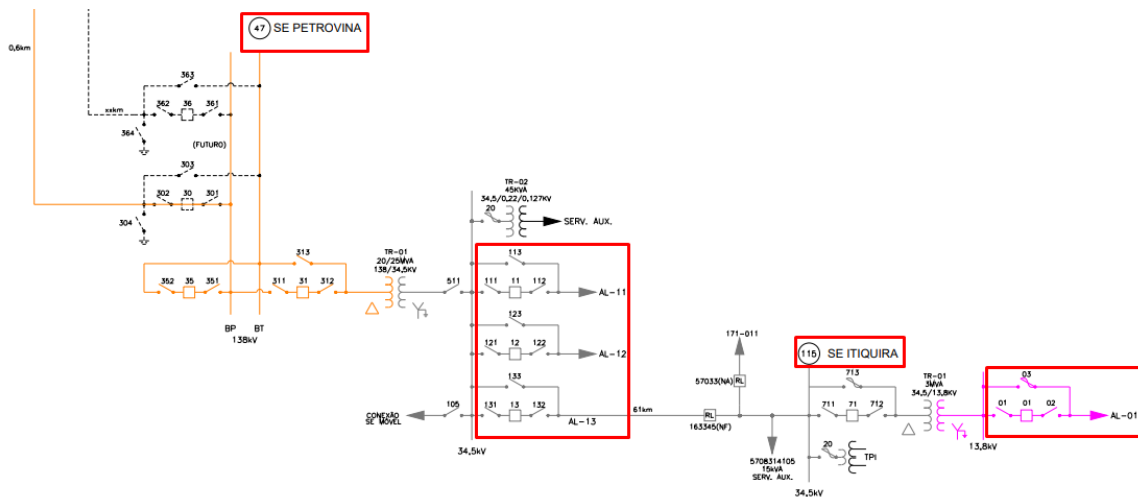 47 SE PETROVINA
0,6km
363
xxkm
362 36 361
364
(FUTURO)
303
302 30 301
304
TR-02
45KVA
34,5/0,22/0,127KV
20
SERV. AUX.
313
TR-01
20/25MVA
138/34,5KV
352 35 351
311 31 312
511
BP BT
138kV
113
111 11 112
AL-11
123
121 12 122
AL-12
133
131 13 132
AL-13
CONEXÃO
SE MÓVEL
105
34,5kV
61km
171-011
57033(NA) RL
RL
163345(NF)
5708314105
15kVA
SERV. AUX.
115 SE ITIQUIRA
713
711 71 712
20
TPI
34,5kV
TR-01
3MVA
34,5/13,8KV
13,8kV
03
01 01 02
AL-01